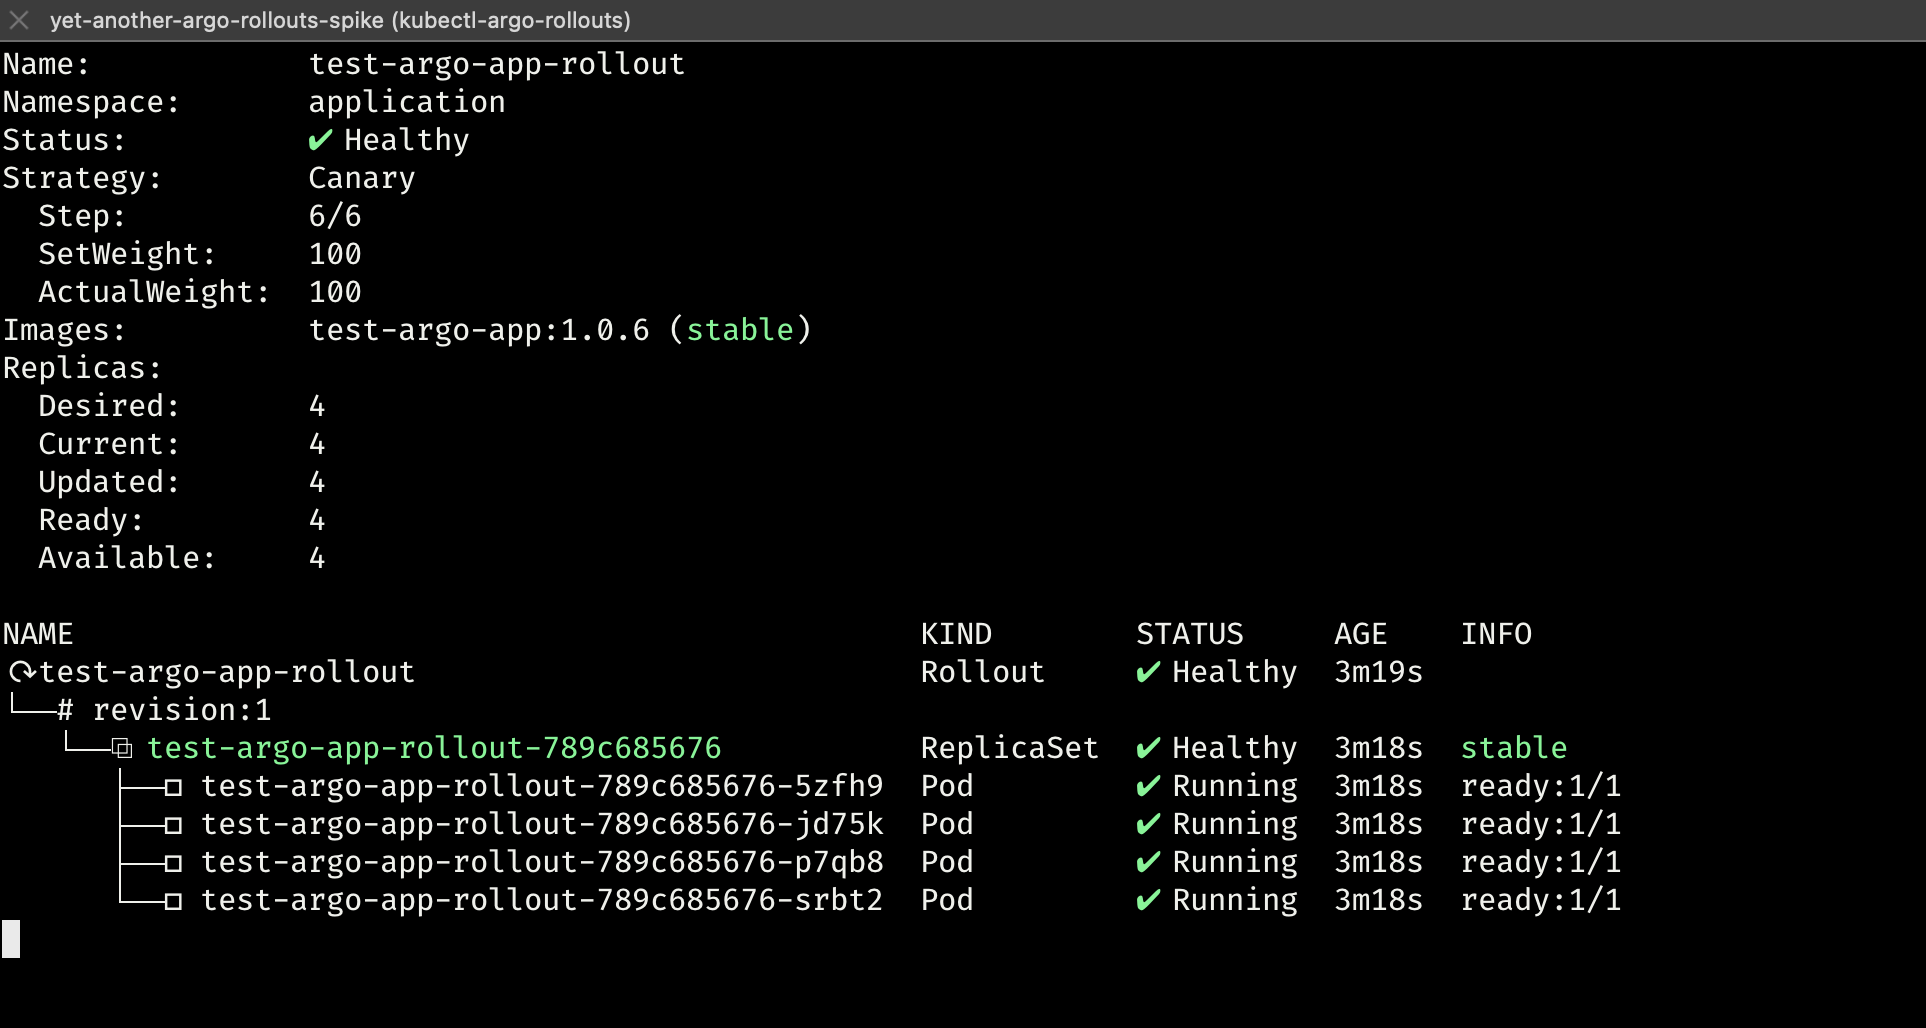 yet-another-argo-rollouts-spike (kubectl-argo-rollouts)
Name: test-argo-app-rollout
Namespace: application
Status: ✔ Healthy
Strategy: Canary
Step: 6/6
SetWeight: 100
ActualWeight: 100
Images: test-argo-app:1.0.6 (stable)
Replicas:
Desired: 4
Current: 4
Updated: 4
Ready: 4
Available: 4
NAME KIND STATUS AGE INFO
⟳test-argo-app-rollout Rollout ✔ Healthy 3m19s
└──# revision:1
└──⧉ test-argo-app-rollout-789c685676 ReplicaSet ✔ Healthy 3m18s stable
├──□ test-argo-app-rollout-789c685676-5zfh9 Pod ✔ Running 3m18s ready:1/1
├──□ test-argo-app-rollout-789c685676-jd75k Pod ✔ Running 3m18s ready:1/1
├──□ test-argo-app-rollout-789c685676-p7qb8 Pod ✔ Running 3m18s ready:1/1
└──□ test-argo-app-rollout-789c685676-srbt2 Pod ✔ Running 3m18s ready:1/1